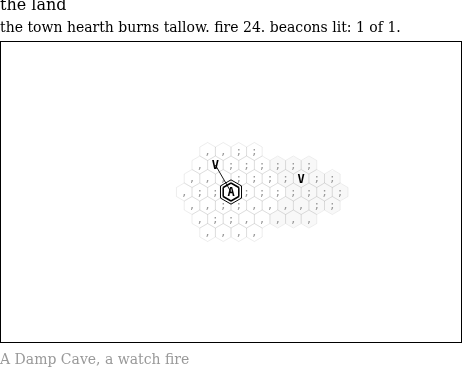 the land
the town hearth burns tallow. fire 24. beacons lit: 1 of 1.
V
V
A
A Damp Cave, a watch fire